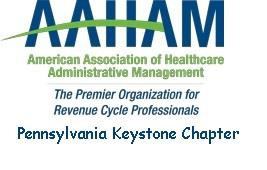 AAHAM
American Association of Healthcare
Administrative Management
The Premier Organization for
Revenue Cycle Professionals
Pennsylvania Keystone Chapter